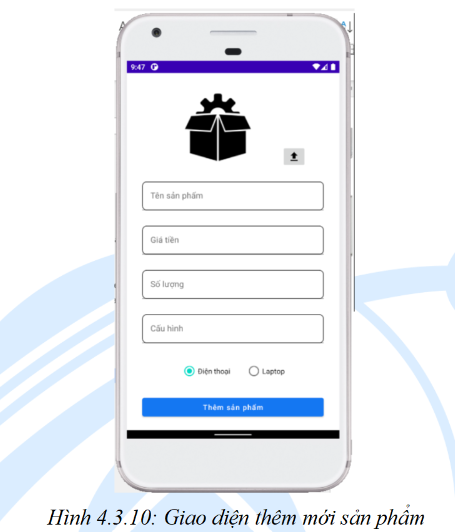 9:47
Tên sản phẩm
Giá tiền
Số lượng
Cấu hình
Điện thoại Laptop
Thêm sản phẩm
Hình 4.3.10: Giao diện thêm mới sản phẩm